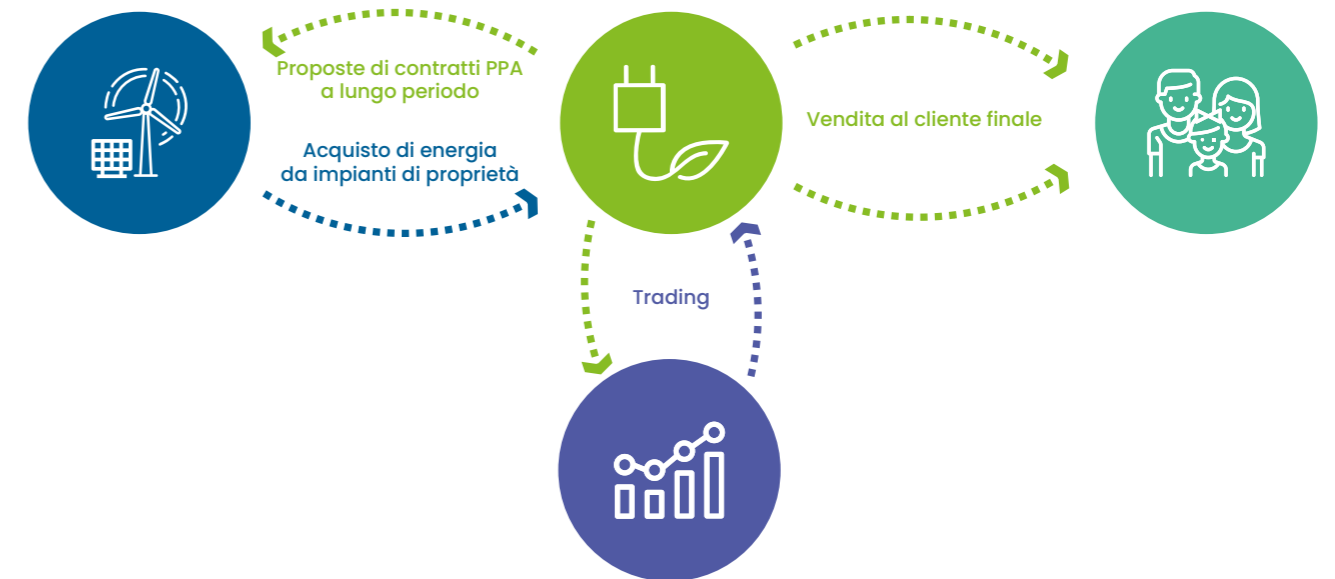 Proposte di contratti PPA
a lungo periodo
Acquisto di energia
da impianti di proprietà
Vendita al cliente finale
Trading